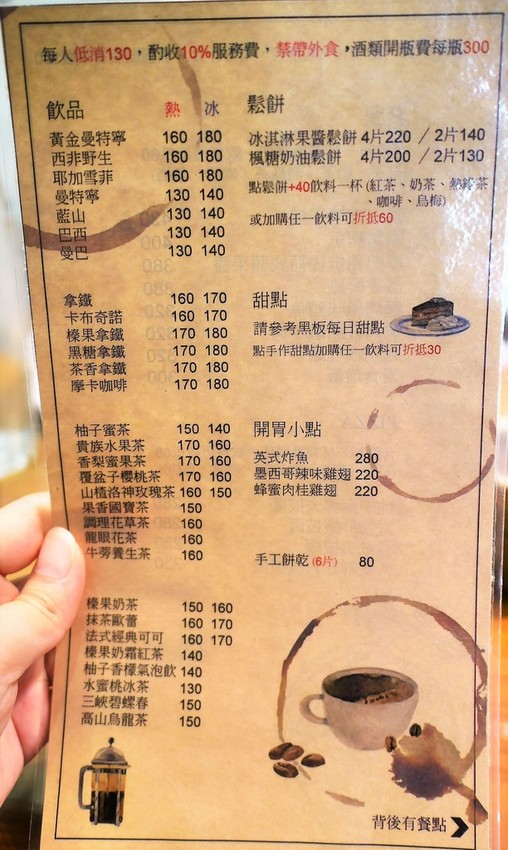 每人低消130，酌收10%服務費，禁帶外食，酒類開瓶費每瓶300
飲品 熱 冰
黃金曼特寧 160 180
西非野生 160 180
耶加雪菲 160 180
曼特寧 130 140
藍山 130 140
巴西 130 140
曼巴 130 140
拿鐵 160 170
卡布奇諾 160 170
榛果拿鐵 170 180
黑糖拿鐵 170 180
茶香拿鐵 170 180
摩卡咖啡 170 180
柚子蜜茶 150 140
貴族水果茶 170 160
香梨蜜果茶 170 160
覆盆子櫻桃茶 170 160
山楂洛神玫瑰茶 160 150
果香國寶茶 150
調理花草茶 160
龍眼花茶 160
牛蒡養生茶 160
榛果奶茶 150 160
抹茶歐蕾 160 170
法式經典可可 160 170
榛果奶霜紅茶 140
柚子香檬氣泡飲 140
水蜜桃冰茶 130
三峽碧螺春 150
高山烏龍茶 150
鬆餅
冰淇淋果醬鬆餅 4片220 / 2片140
楓糖奶油鬆餅 4片200 / 2片130
點鬆餅+40飲料一杯 (紅茶、奶茶、熱綠茶
、咖啡、烏梅)
或加購任一飲料可折抵60
甜點
請參考黑板每日甜點
點手作甜點加購任一飲料可折抵30
開胃小點
英式炸魚 280
墨西哥辣味雞翅 220
蜂蜜肉桂雞翅 220
手工餅乾 (6片) 80
背後有餐點